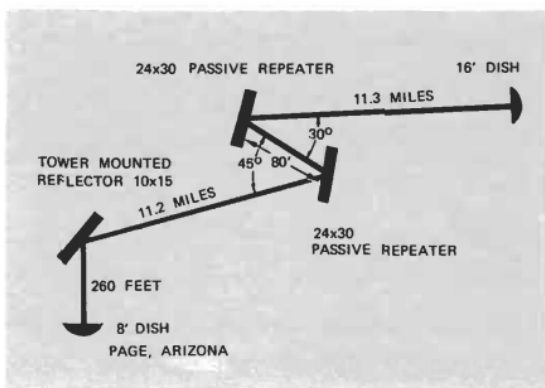 24x30 PASSIVE REPEATER
16' DISH
11.3 MILES
30°
TOWER MOUNTED
REFLECTOR 10x15
45°
80'
11.2 MILES
24x30
PASSIVE REPEATER
260 FEET
8' DISH
PAGE, ARIZONA